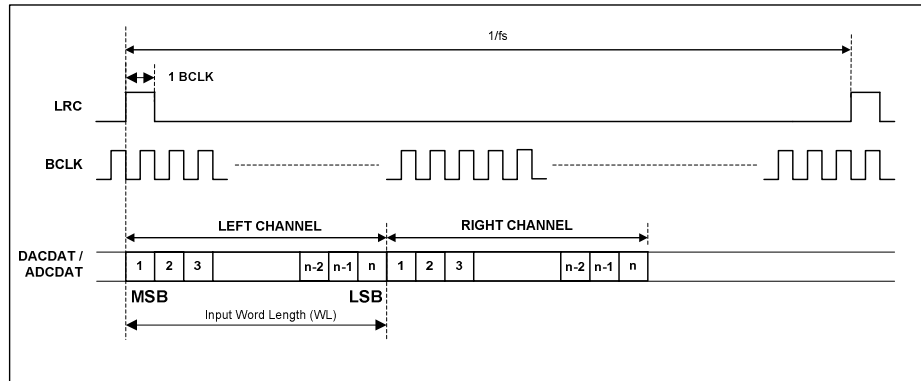 1/fs
1 BCLK
LRC
BCLK
LEFT CHANNEL
RIGHT CHANNEL
DACDAT /
ADCDAT
1 2 3 n-2 n-1 n 1 2 3 n-2 n-1 n
MSB LSB
Input Word Length (WL)